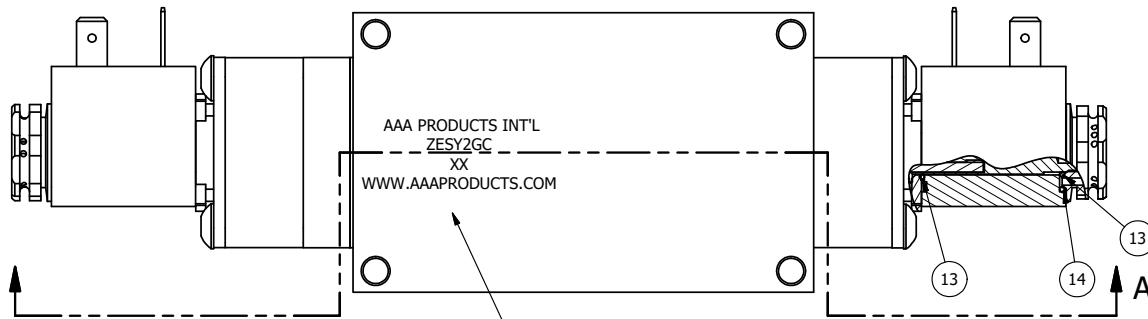 AAA PRODUCTS INT'L
ZESY2GC
XX
WWW.AAAPRODUCTS.COM
13
13
14
A